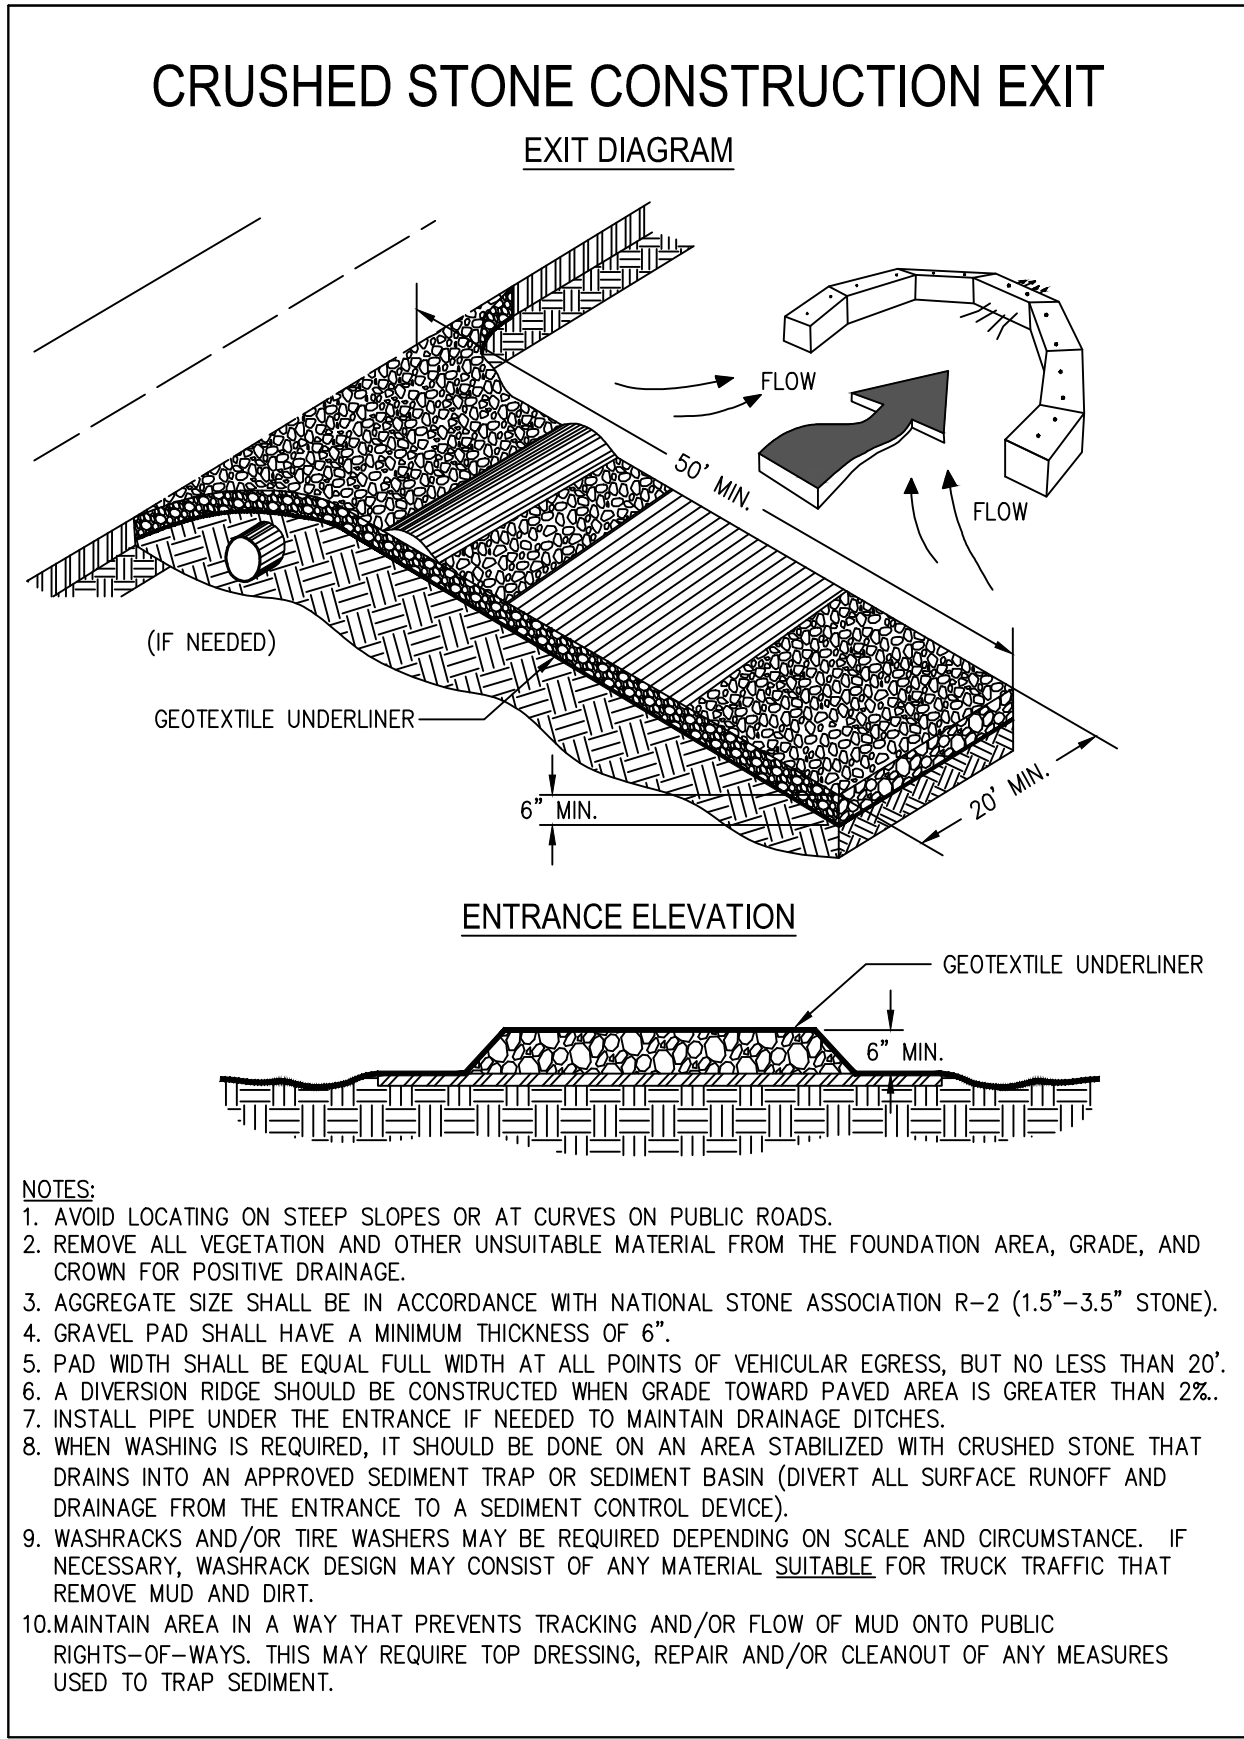 CRUSHED STONE CONSTRUCTION EXIT
EXIT DIAGRAM
FLOW
50' MIN.
FLOW
(IF NEEDED)
GEOTEXTILE UNDERLINER
6" MIN.
20' MIN.
ENTRANCE ELEVATION
GEOTEXTILE UNDERLINER
6" MIN.
NOTES:
1. AVOID LOCATING ON STEEP SLOPES OR AT CURVES ON PUBLIC ROADS.
2. REMOVE ALL VEGETATION AND OTHER UNSUITABLE MATERIAL FROM THE FOUNDATION AREA, GRADE, AND
CROWN FOR POSITIVE DRAINAGE.
3. AGGREGATE SIZE SHALL BE IN ACCORDANCE WITH NATIONAL STONE ASSOCIATION R-2 (1.5"-3.5" STONE).
4. GRAVEL PAD SHALL HAVE A MINIMUM THICKNESS OF 6".
5. PAD WIDTH SHALL BE EQUAL FULL WIDTH AT ALL POINTS OF VEHICULAR EGRESS, BUT NO LESS THAN 20'.
6. A DIVERSION RIDGE SHOULD BE CONSTRUCTED WHEN GRADE TOWARD PAVED AREA IS GREATER THAN 2%..
7. INSTALL PIPE UNDER THE ENTRANCE IF NEEDED TO MAINTAIN DRAINAGE DITCHES.
8. WHEN WASHING IS REQUIRED, IT SHOULD BE DONE ON AN AREA STABILIZED WITH CRUSHED STONE THAT
DRAINS INTO AN APPROVED SEDIMENT TRAP OR SEDIMENT BASIN (DIVERT ALL SURFACE RUNOFF AND
DRAINAGE FROM THE ENTRANCE TO A SEDIMENT CONTROL DEVICE).
9. WASHRACKS AND/OR TIRE WASHERS MAY BE REQUIRED DEPENDING ON SCALE AND CIRCUMSTANCE. IF
NECESSARY, WASHRACK DESIGN MAY CONSIST OF ANY MATERIAL SUITABLE FOR TRUCK TRAFFIC THAT
REMOVE MUD AND DIRT.
10.MAINTAIN AREA IN A WAY THAT PREVENTS TRACKING AND/OR FLOW OF MUD ONTO PUBLIC
RIGHTS-OF-WAYS. THIS MAY REQUIRE TOP DRESSING, REPAIR AND/OR CLEANOUT OF ANY MEASURES
USED TO TRAP SEDIMENT.